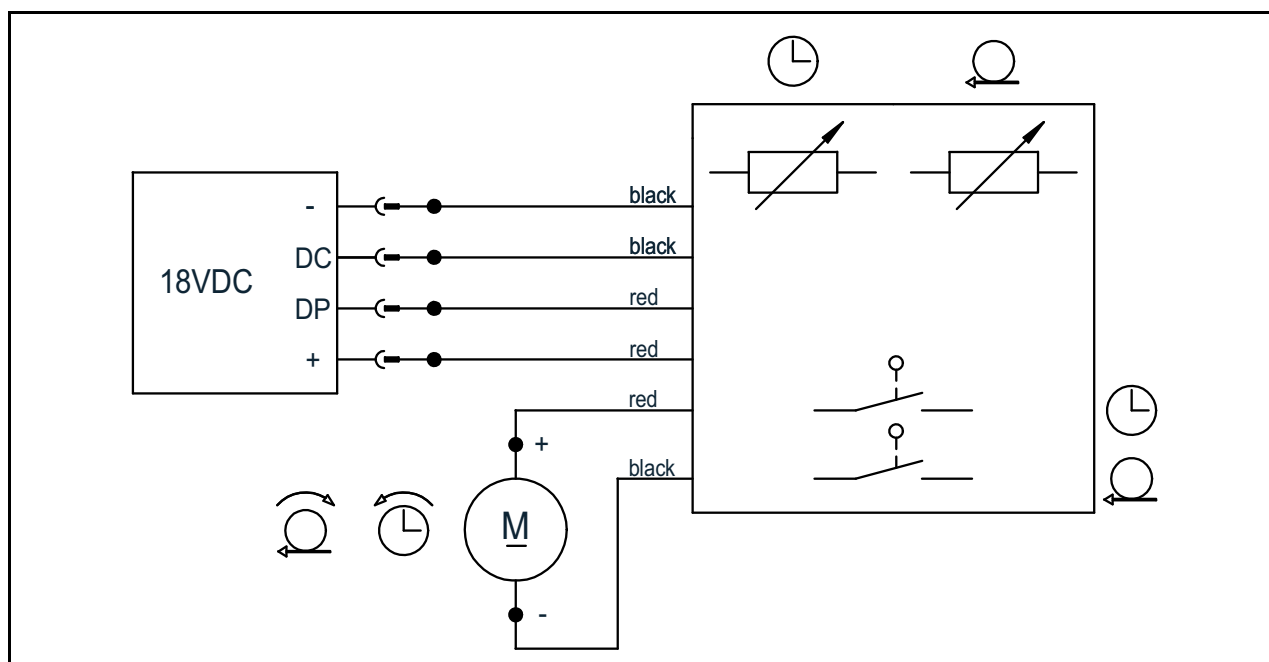 - black
DC black
18VDC
DP red
+ red
red
+
black
M
-